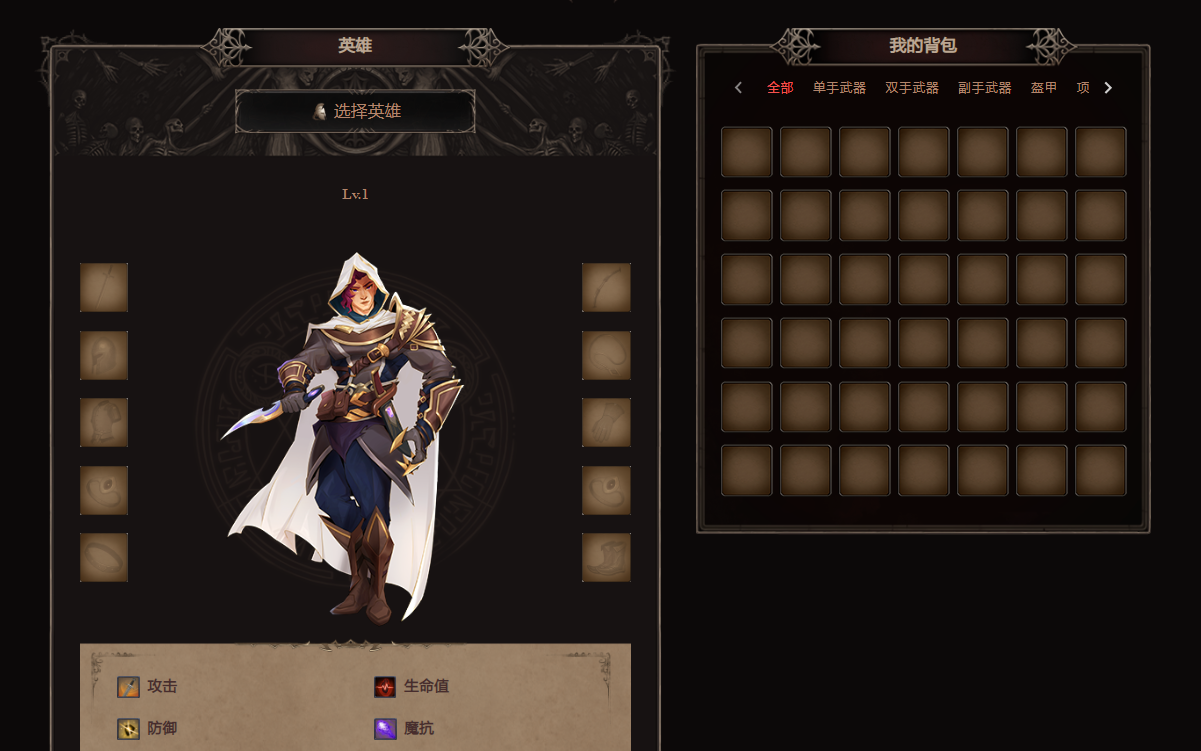 英雄
选择英雄
Lv.1
攻击
生命值
防御
魔抗
我的背包
全部 单手武器 双手武器 副手武器 盔甲 项